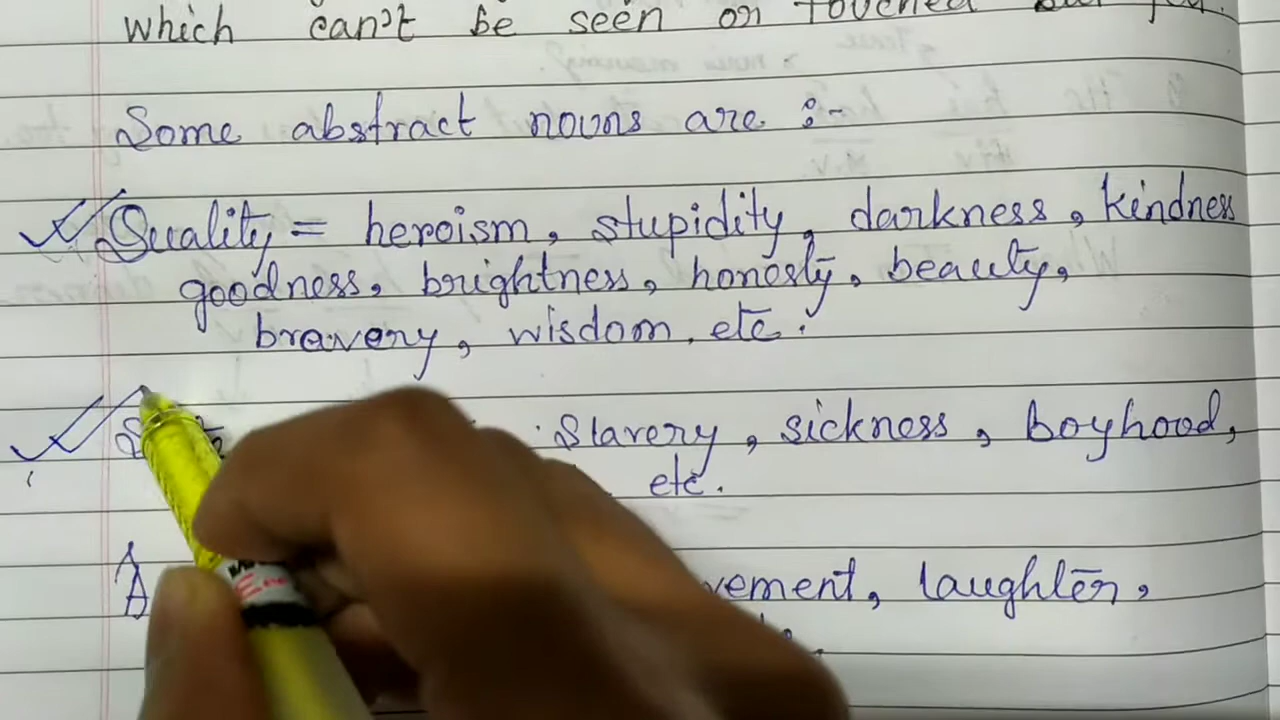 which can't be seen or touched
Some abstract nouns are :-
Quality = heroism, stupidity, darkness, kindness
goodness, brightness, honesty, beauty,
bravery, wisdom, etc.
Slavery, sickness, boyhood,
etc.
laughter,